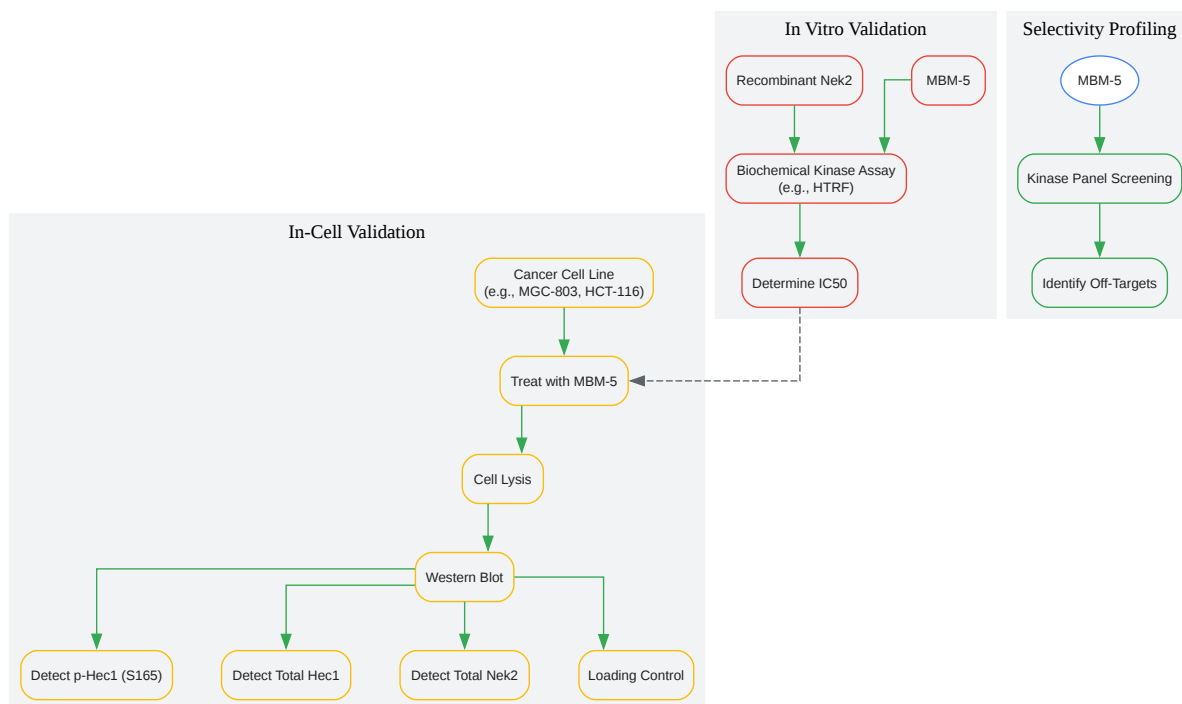 In Vitro Validation
Recombinant Nek2
MBM-5
Biochemical Kinase Assay
(e.g., HTRF)
Determine IC50
Selectivity Profiling
MBM-5
Kinase Panel Screening
Identify Off-Targets
In-Cell Validation
Cancer Cell Line
(e.g., MGC-803, HCT-116)
Treat with MBM-5
Cell Lysis
Western Blot
Detect p-Hec1 (S165)
Detect Total Hec1
Detect Total Nek2
Loading Control